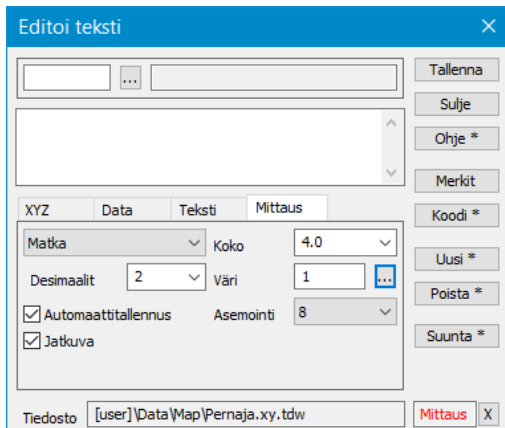 Editoi teksti
... Tallenna
Sulje
Ohje *
Merkit
XYZ Data Teksti Mittaus Koodi *
Matka Koko 4.0
Desimaalit 2 Väri 1 ... Uusi *
Poista *
Automaattitallennus Asemointi 8
Jatkuva Suunta *
Tiedosto [user]\Data\Map\Pernaja.xy.tdw Mittaus X